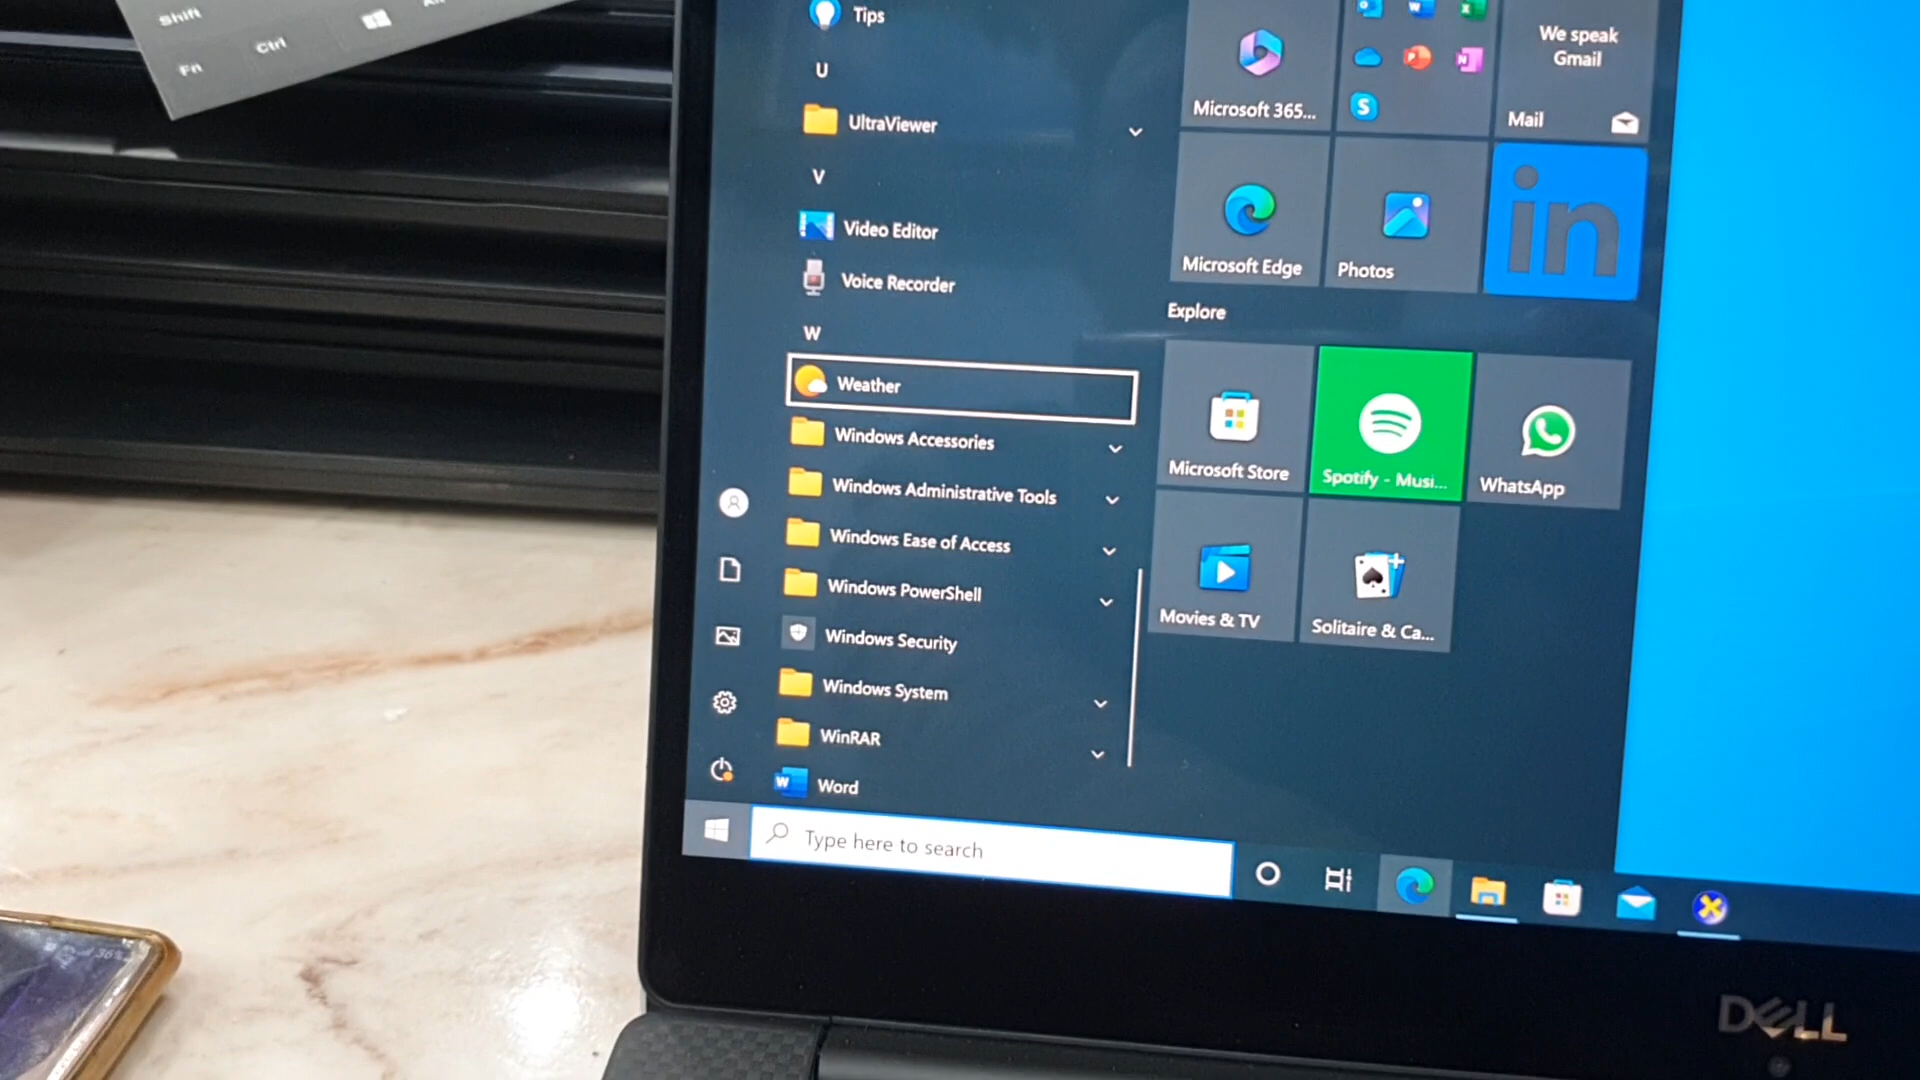 Shift
Fn
Ctrl
Tips
U
UltraViewer
V
Video Editor
Voice Recorder
W
Weather
Windows Accessories
Windows Administrative Tools
Windows Ease of Access
Windows PowerShell
Windows Security
Windows System
WinRAR
Word
Type here to search
Microsoft 365...
We speak
Gmail
Mail
Microsoft Edge
Photos
in
Explore
Microsoft Store
Spotify - Musi...
WhatsApp
Movies & TV
Solitaire & Ca...
DELL
36%